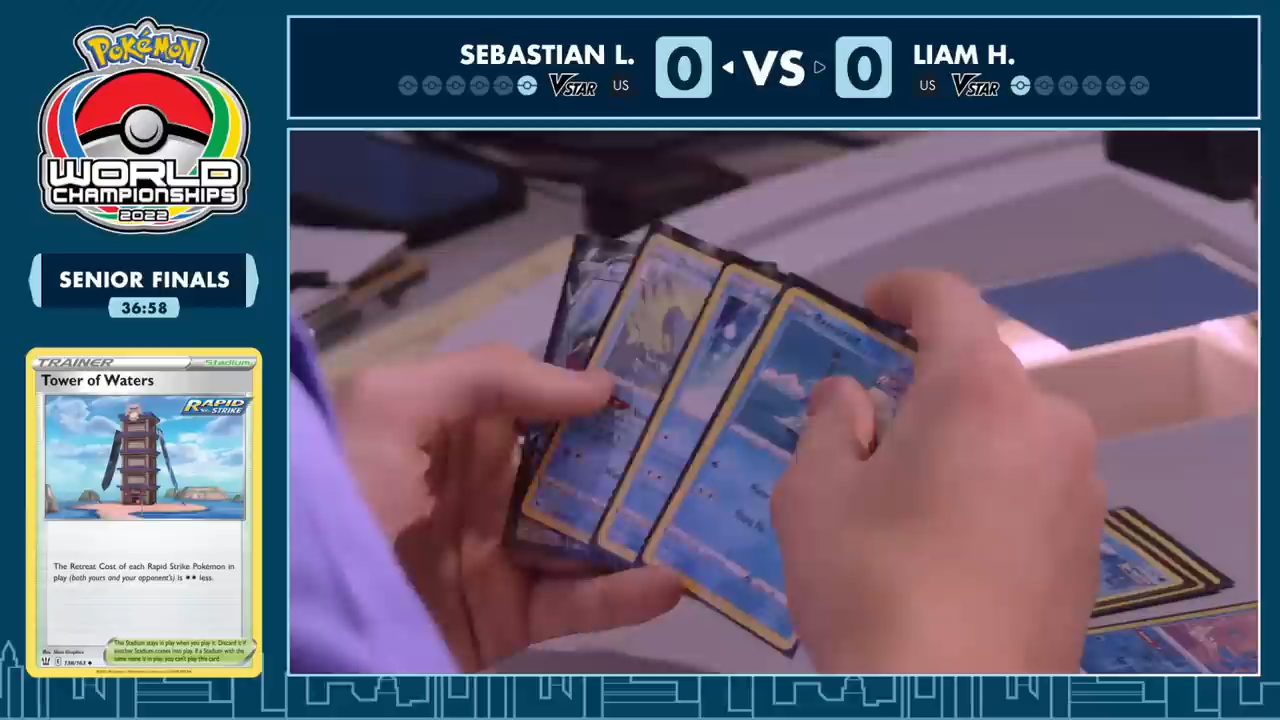 Pokémon
WORLD
CHAMPIONSHIPS
2022
SEBASTIAN L.
VSTAR
US
0
VS
0
LIAM H.
US
VSTAR
SENIOR FINALS
36:58
TRAINER
Stadium
Tower of Waters
RAPID
STRIKE
The Retreat Cost of each Rapid Strike Pokémon in
play (both yours and your opponent's) is less.
This Stadium stays in play when you play it. Discard it if
another Stadium comes into play. If a Stadium with the
same name is in play, you can't play this card.
138/163